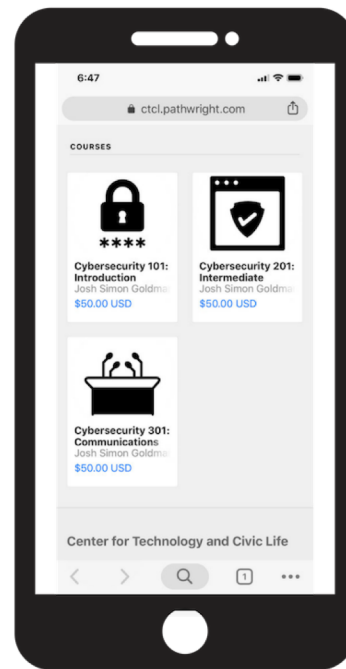 6:47
ctcl.pathwright.com
COURSES
****
Cybersecurity 101:
Introduction
Josh Simon Goldma
$50.00 USD
Cybersecurity 201:
Intermediate
Josh Simon Goldma
$50.00 USD
Cybersecurity 301:
Communications
Josh Simon Goldma
$50.00 USD
Center for Technology and Civic Life
1